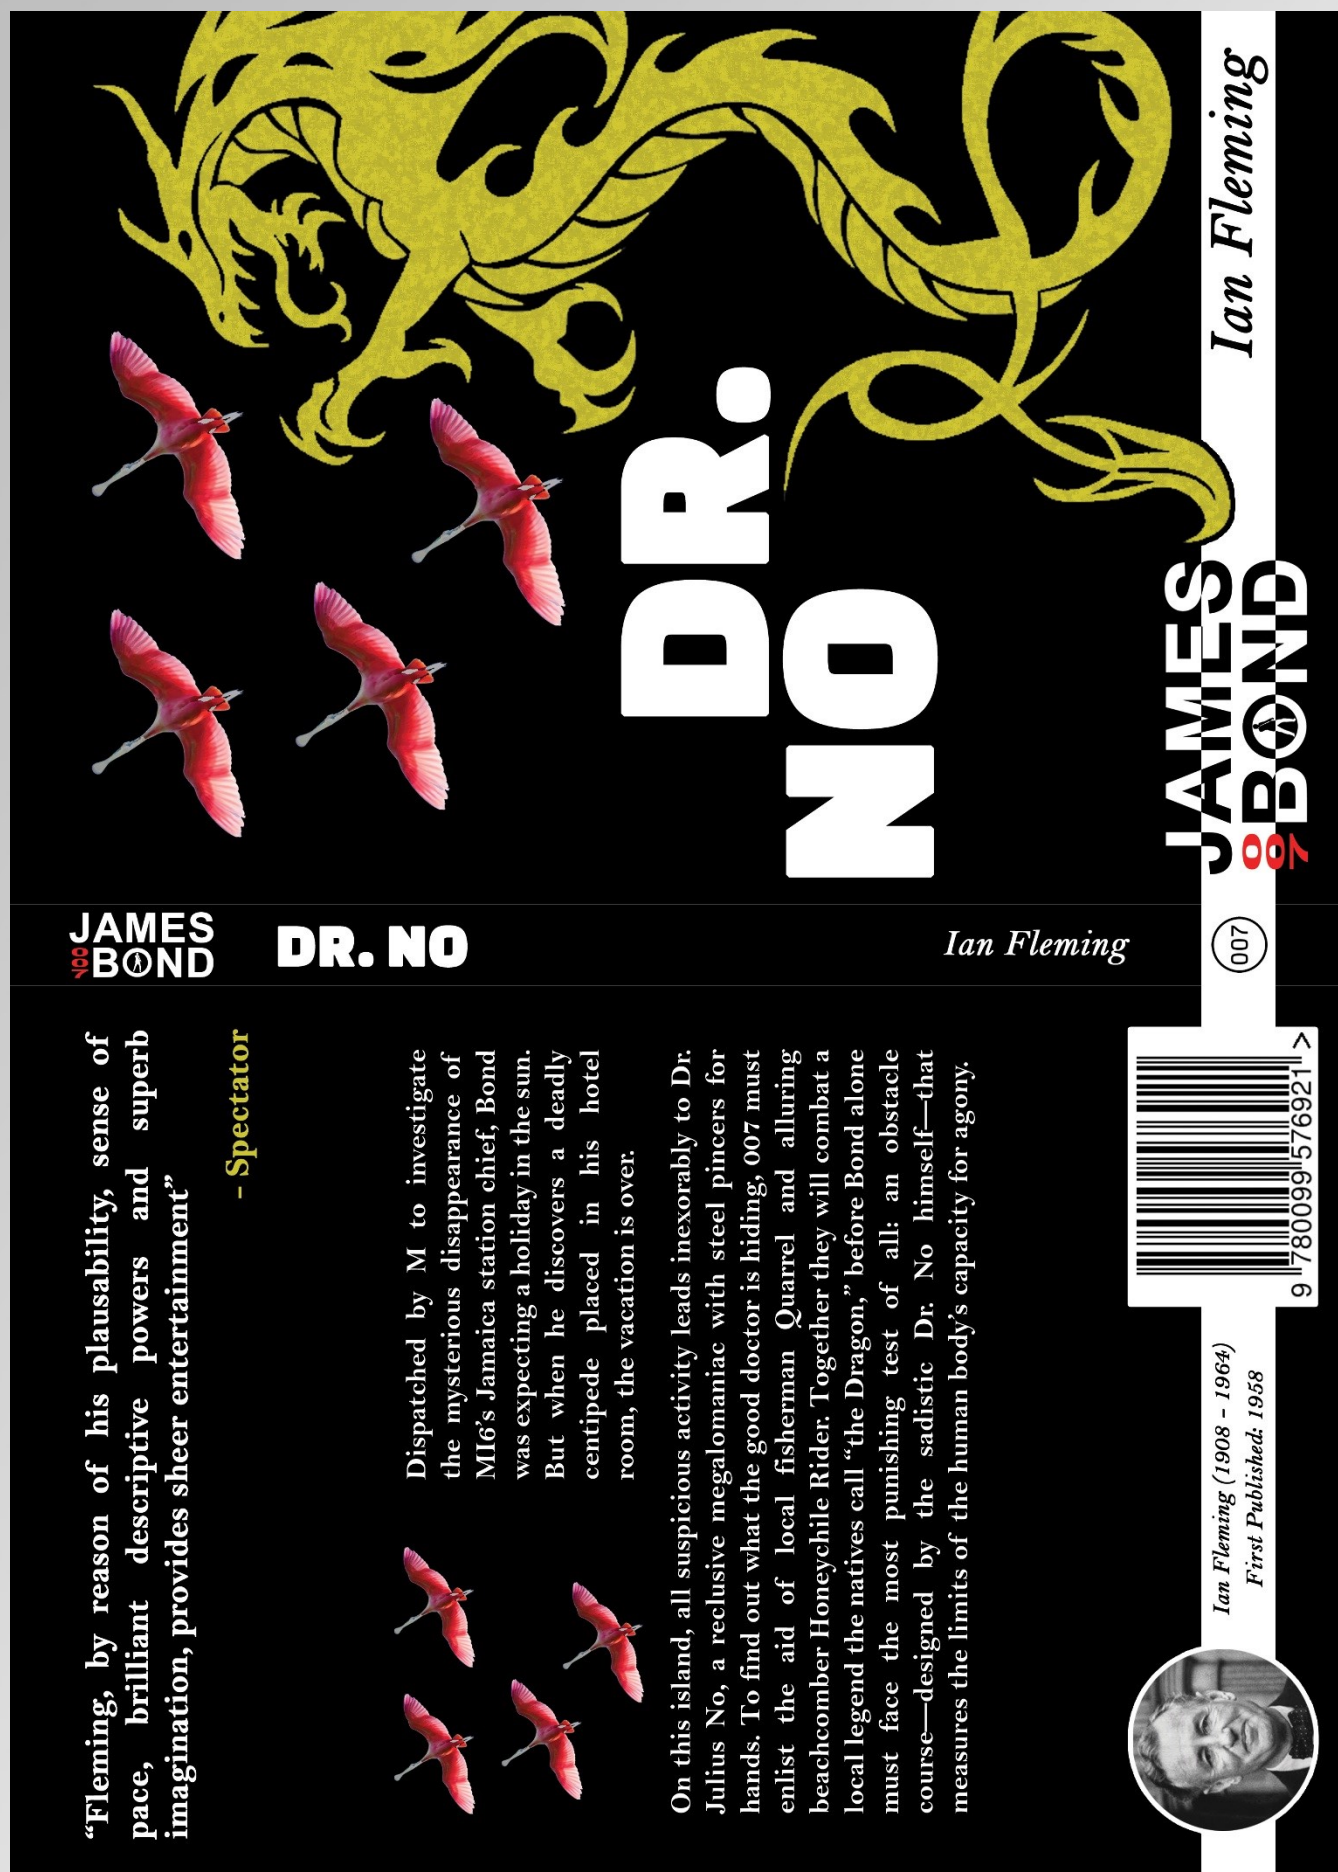 “Fleming, by reason of his plausability, sense of
pace, brilliant descriptive powers and superb
imagination, provides sheer entertainment”
– Spectator
Dispatched by M to investigate
the mysterious disappearance of
MI6’s Jamaica station chief, Bond
was expecting a holiday in the sun.
But when he discovers a deadly
centipede placed in his hotel
room, the vacation is over.
On this island, all suspicious activity leads inexorably to Dr.
Julius No, a reclusive megalomaniac with steel pincers for
hands. To find out what the good doctor is hiding, 007 must
enlist the aid of local fisherman Quarrel and alluring
beachcomber Honeychile Rider. Together they will combat a
local legend the natives call “the Dragon,” before Bond alone
must face the most punishing test of all: an obstacle
course—designed by the sadistic Dr. No himself—that
measures the limits of the human body’s capacity for agony.
Ian Fleming (1908 – 1964)
First Published: 1958
9 780099 576921 >
JAMES
007 BOND
DR. NO
Ian Fleming
007
DR.
NO
JAMES
007 BOND
Ian Fleming